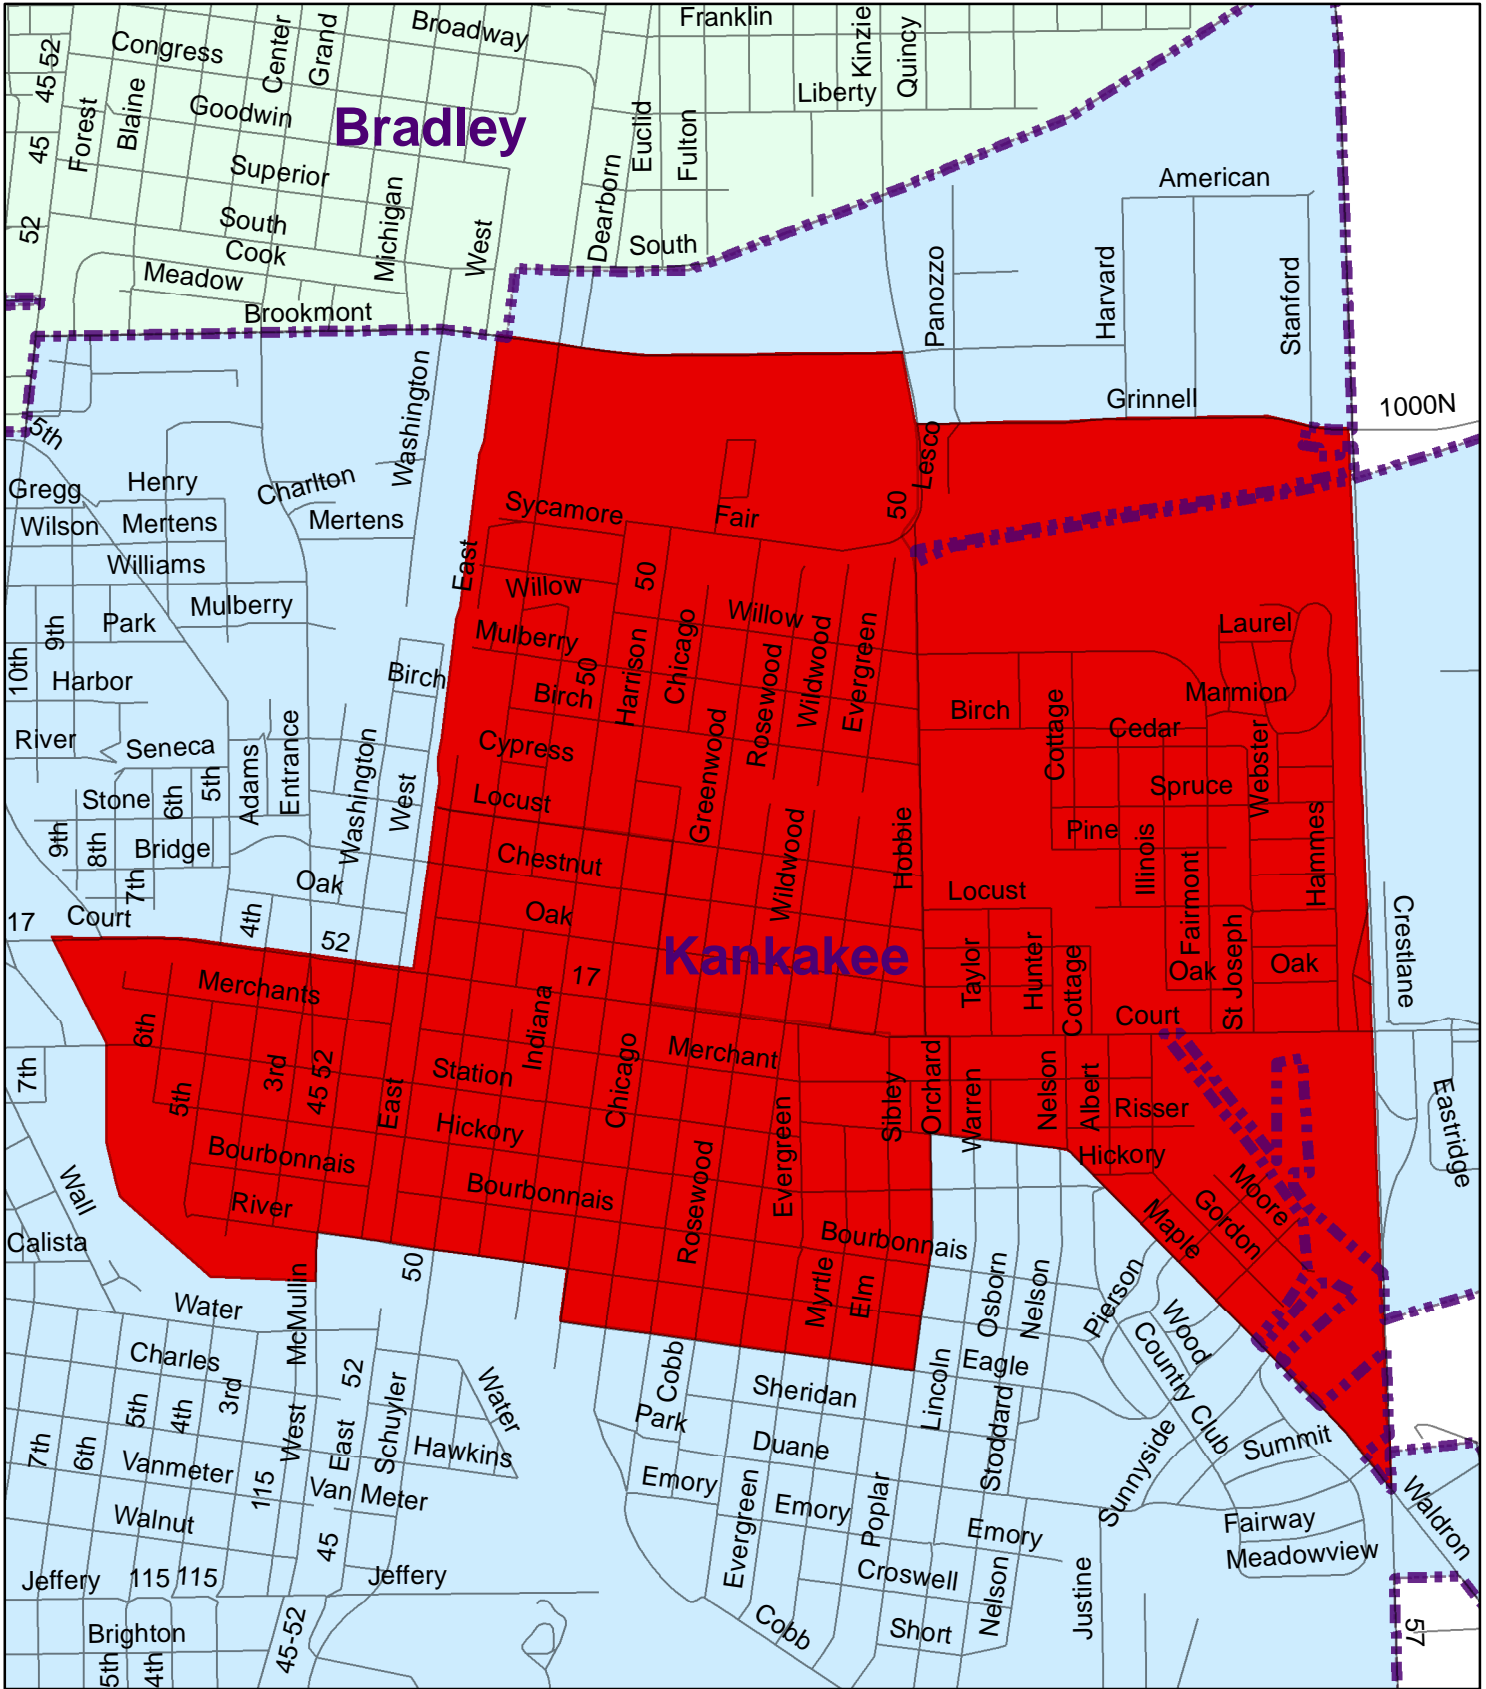 Franklin
Broadway
Congress
Center
Grand
Kinzie
Quincy
45 52
Liberty
Goodwin
Blaine
Forest
Bradley
Euclid
Fulton
45
Superior
American
Michigan
Dearborn
South
West
52
South
Cook
Meadow
Panozzo
Harvard
Stanford
Brookmont
Washington
Grinnell
1000N
5th
Lesco
Gregg
Henry
Charlton
Wilson
Mertens
Mertens
Sycamore
Fair
50
Williams
East
Willow
50
Mulberry
Park
9th
Willow
Laurel
Mulberry
10th
Harbor
Birch
50
Birch
Harrison
Chicago
Rosewood
Wildwood
Evergreen
Birch
Marmion
River
Seneca
Entrance
Cypress
Cottage
Cedar
Webster
Stone
6th
5th
Adams
Washington
West
Locust
Greenwood
Spruce
9th
8th
Bridge
7th
Chestnut
Wildwood
Hobbie
Pine
Illinois
Hammes
Oak
Locust
Fairmont
17
Court
4th
52
Oak
Kankakee
Taylor
Hunter
Cottage
Oak
St Joseph
Oak
Crestlane
Merchants
17
6th
Indiana
Court
7th
3rd
45 52
Station
Chicago
Merchant
Orchard
Nelson
Albert
5th
East
Hickory
Sibley
Warren
Risser
Eastridge
Bourbonnais
Evergreen
Hickory
Wall
River
Bourbonnais
Rosewood
Moore
Gordon
Maple
Calista
50
Bourbonnais
Myrtle
Elm
Osborn
Nelson
Pierson
Water
McMullin
Wood
Charles
52
Cobb
Lincoln
Eagle
Country Club
5th
4th
3rd
Schuyler
Water
Sheridan
Park
Stoddard
7th
6th
West
East
Hawkins
Duane
Sunnyside
Summit
Vanmeter
115
Van Meter
Emory
Evergreen
Emory
Poplar
Waldron
Walnut
45
Emory
Fairway
Jeffery
115
115
Jeffery
Croswell
Nelson
Justine
Meadowview
Brighton
45-52
Cobb
Short
57
5th
4th